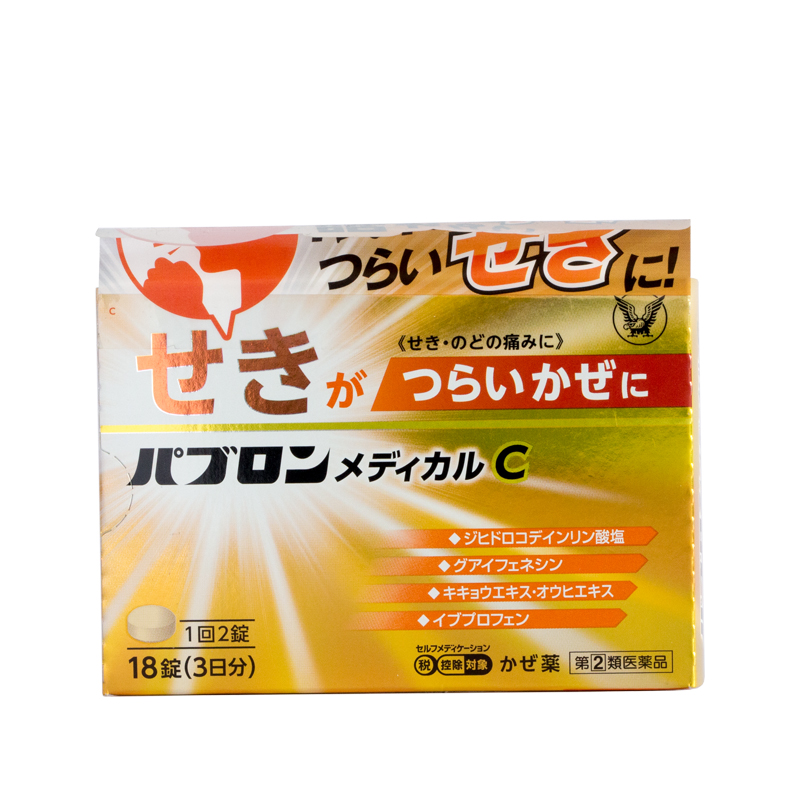 つらいせきに!
C
せきが
《せき・のどの痛みに》
つらいかぜに
パブロンメディカルC
◆ジヒドロコデインリン酸塩
◆グアイフェネシン
◆キキョウエキス・オウヒエキス
◆イブプロフェン
1回2錠
18錠(3日分)
セルフメディケーション
税 控除 対象
かぜ薬
第②類医薬品